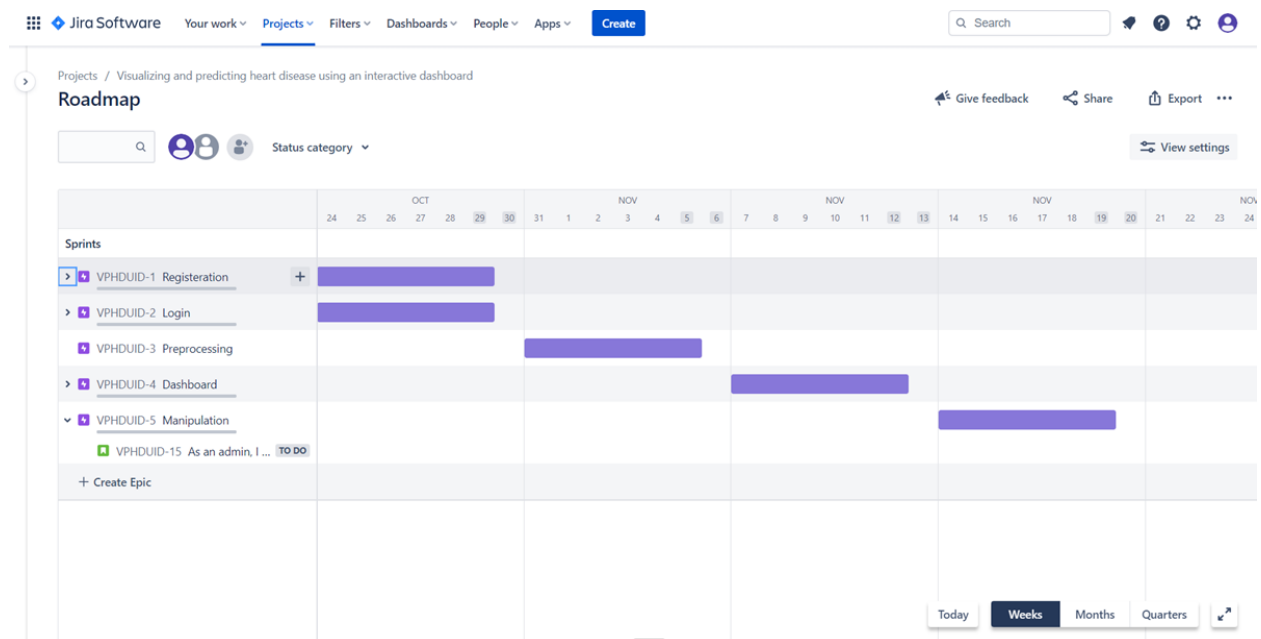 Jira Software Your work Projects Filters Dashboards People Apps Create Search
Projects / Visualizing and predicting heart disease using an interactive dashboard
Roadmap Give feedback Share Export
Status category View settings
OCT NOV NOV NOV NOV
24 25 26 27 28 29 30 31 1 2 3 4 5 6 7 8 9 10 11 12 13 14 15 16 17 18 19 20 21 22 23 24
Sprints
VPHDUID-1 Registeration
VPHDUID-2 Login
VPHDUID-3 Preprocessing
VPHDUID-4 Dashboard
VPHDUID-5 Manipulation
VPHDUID-15 As an admin, I ... TO DO
+ Create Epic
Today Weeks Months Quarters